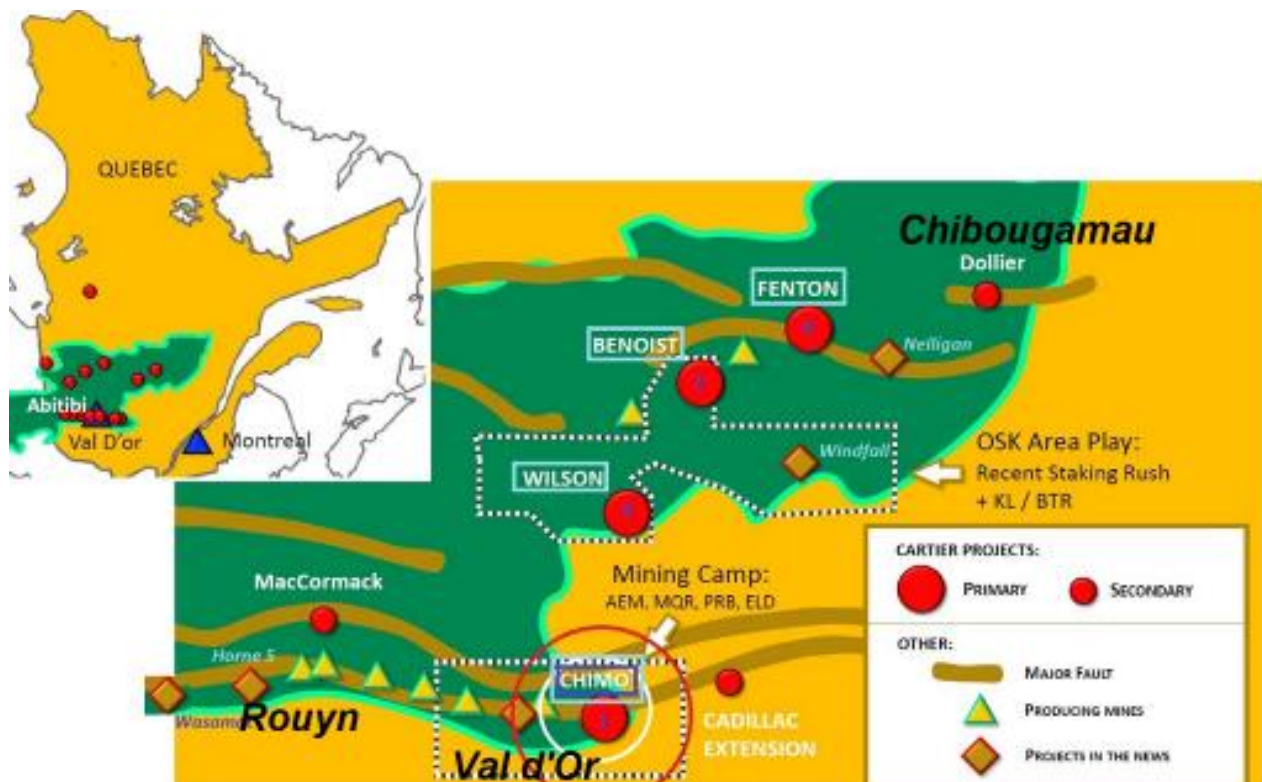 QUEBEC
Abitibi
Val D'or
Montreal
Chibougamau
Dollier
FENTON
BENOIST
Nelligan
WILSON
Windfall
OSK Area Play:
Recent Staking Rush
+ KL / BTR
MacCormack
Mining Camp:
AEM, MQR, PRB, ELD
Horne 5
CHIMO
Rouyn
Val d'Or
CADILLAC
EXTENSION
CARTIER PROJECTS:
PRIMARY
SECONDARY
OTHER:
MAJOR FAULT
PRODUCING MINES
PROJECTS IN THE NEWS